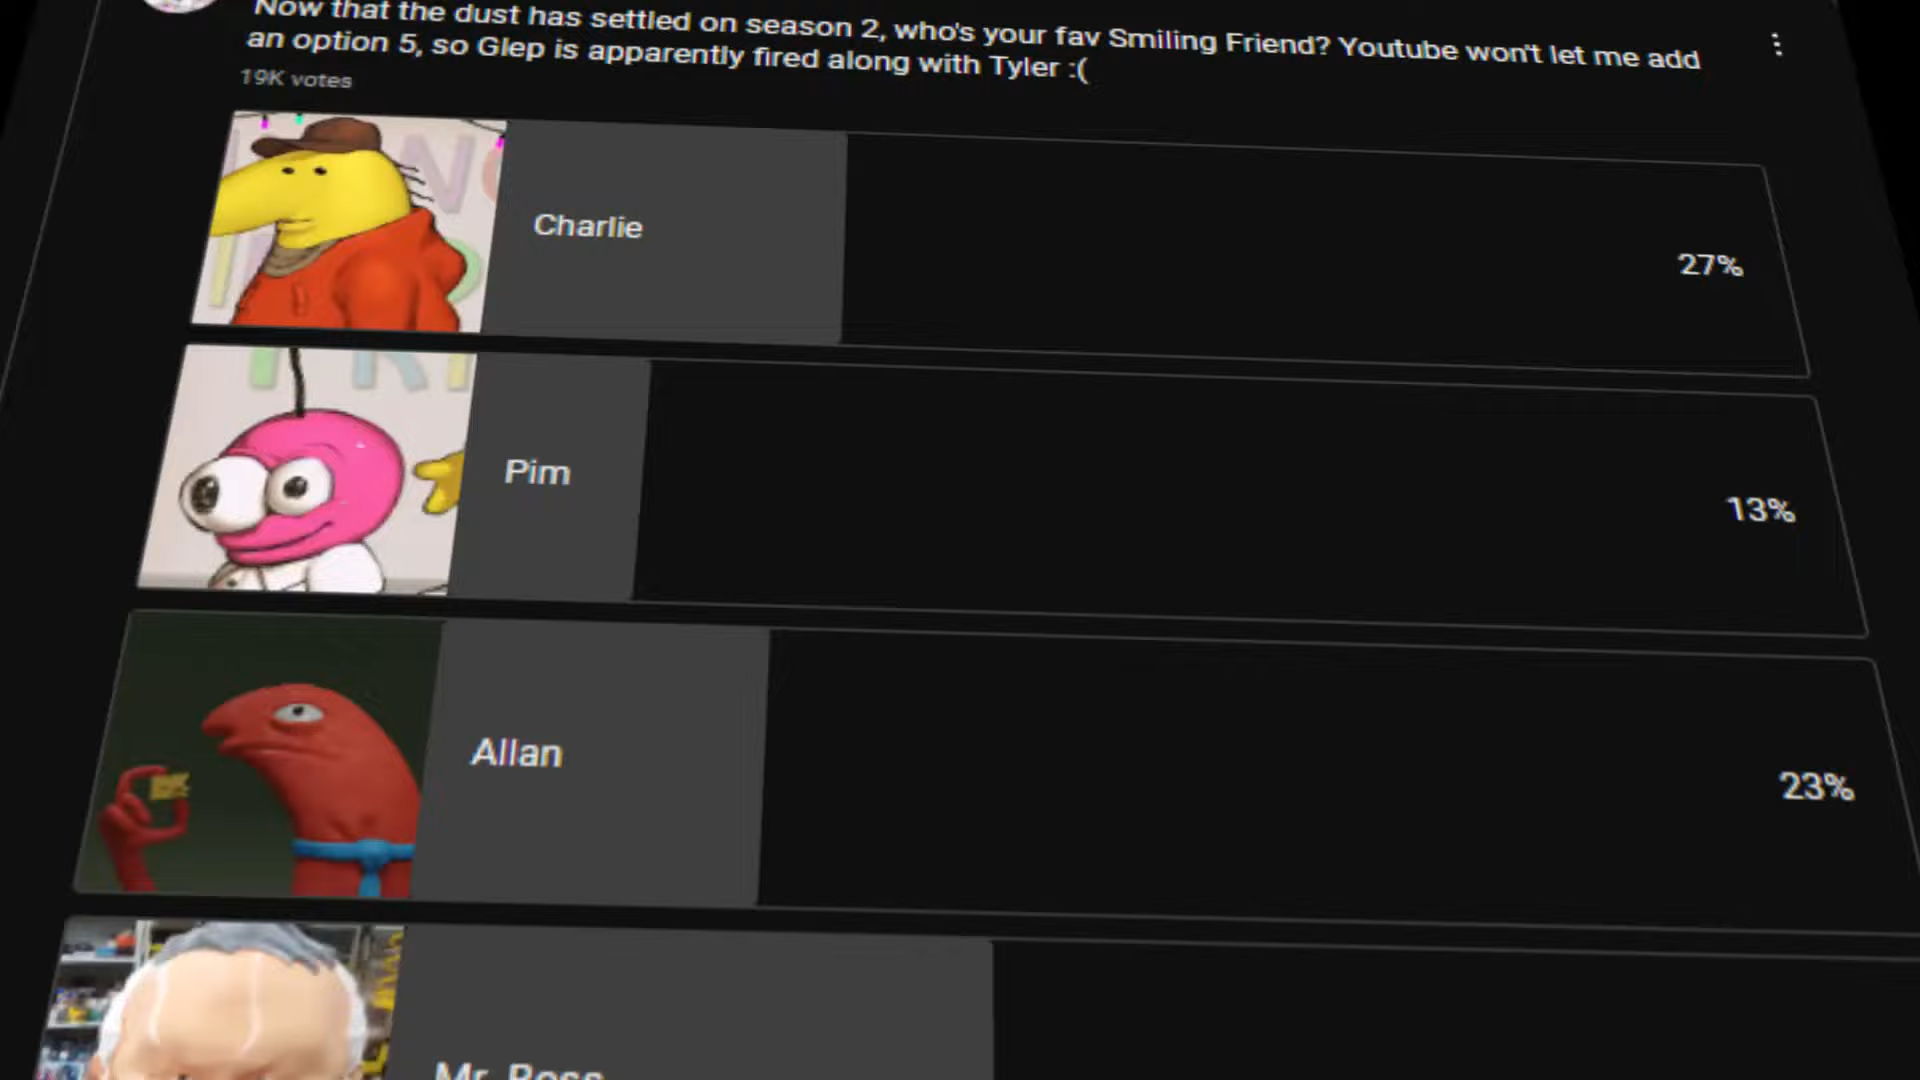 Now that the dust has settled on season 2, who's your fav Smiling Friend? Youtube won't let me add
an option 5, so Glep is apparently fired along with Tyler :(
19K votes
Charlie
27%
Pim
13%
Allan
23%
Mr. Boss